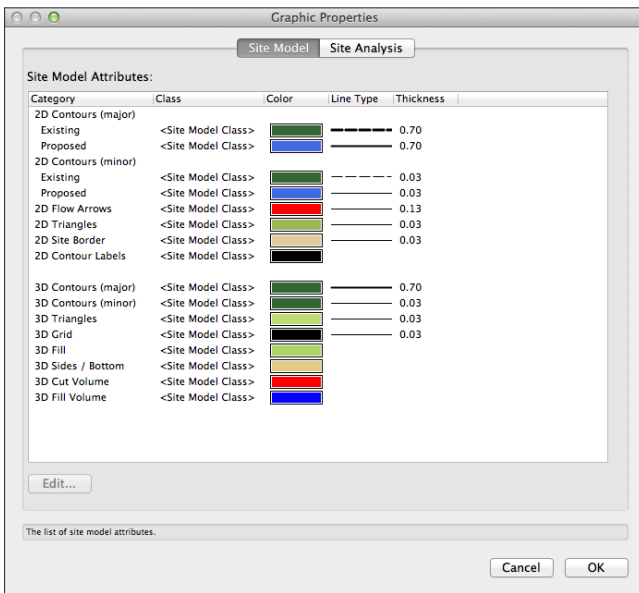 Graphic Properties
Site Model Site Analysis
Site Model Attributes:
Category Class Color Line Type Thickness
2D Contours (major)
Existing <Site Model Class> 0.70
Proposed <Site Model Class> 0.70
2D Contours (minor)
Existing <Site Model Class> 0.03
Proposed <Site Model Class> 0.03
2D Flow Arrows <Site Model Class> 0.13
2D Triangles <Site Model Class> 0.03
2D Site Border <Site Model Class> 0.03
2D Contour Labels <Site Model Class>
3D Contours (major) <Site Model Class> 0.70
3D Contours (minor) <Site Model Class> 0.03
3D Triangles <Site Model Class> 0.03
3D Grid <Site Model Class> 0.03
3D Fill <Site Model Class>
3D Sides / Bottom <Site Model Class>
3D Cut Volume <Site Model Class>
3D Fill Volume <Site Model Class>
Edit...
The list of site model attributes.
Cancel OK